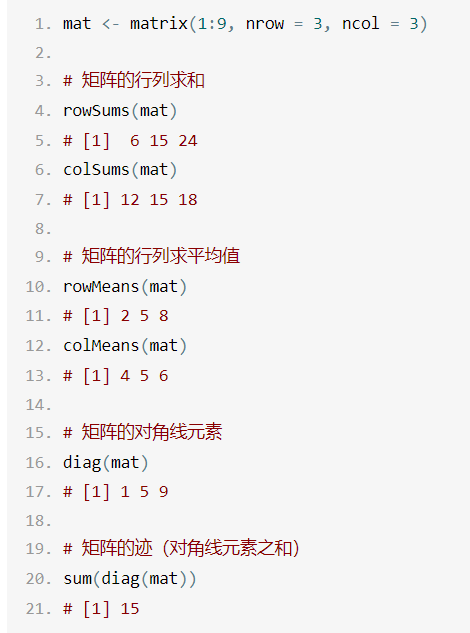 1. mat <- matrix(1:9, nrow = 3, ncol = 3)
2.
3. # 矩阵的行列求和
4. rowSums(mat)
5. # [1]  6 15 24
6. colSums(mat)
7. # [1] 12 15 18
8.
9. # 矩阵的行列求平均值
10. rowMeans(mat)
11. # [1] 2 5 8
12. colMeans(mat)
13. # [1] 4 5 6
14.
15. # 矩阵的对角线元素
16. diag(mat)
17. # [1] 1 5 9
18.
19. # 矩阵的迹（对角线元素之和）
20. sum(diag(mat))
21. # [1] 15